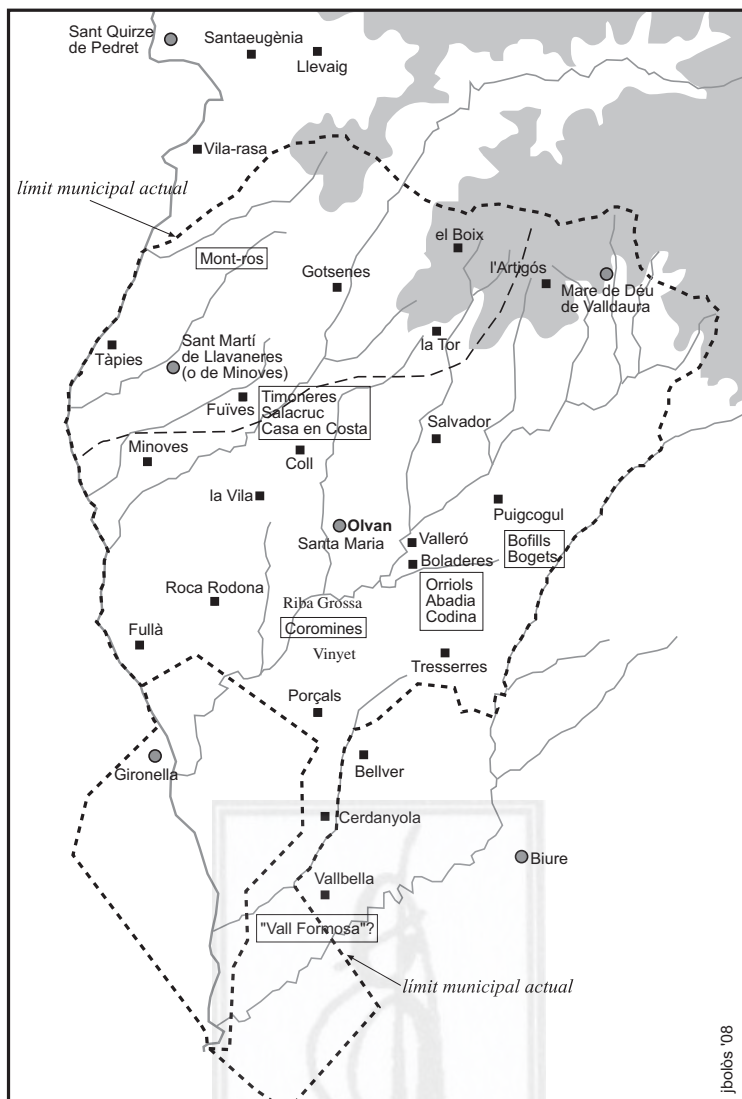 Sant Quirze
de Pedret
Santaeugènia
Llevaig
Vila-rasa
límit municipal actual
el Boix
Mont-ros
Gotsenes
l'Artigós
Mare de Déu
de Valldaura
la Tor
Tàpies
Sant Martí
de Llavaneres
(o de Minoves)
Fuïves
Timoneres
Salacruc
Casa en Costa
Salvador
Minoves
Coll
la Vila
Puigcogul
Olvan
Santa Maria
Valleró
Bofills
Bogets
Boladeres
Roca Rodona
Orriols
Abadia
Codina
Riba Grossa
Coromines
Fullà
Vinyet
Tresserres
Porçals
Gironella
Bellver
Cerdanyola
Biure
Vallbella
"Vall Formosa"?
límit municipal actual
jbolòs '08